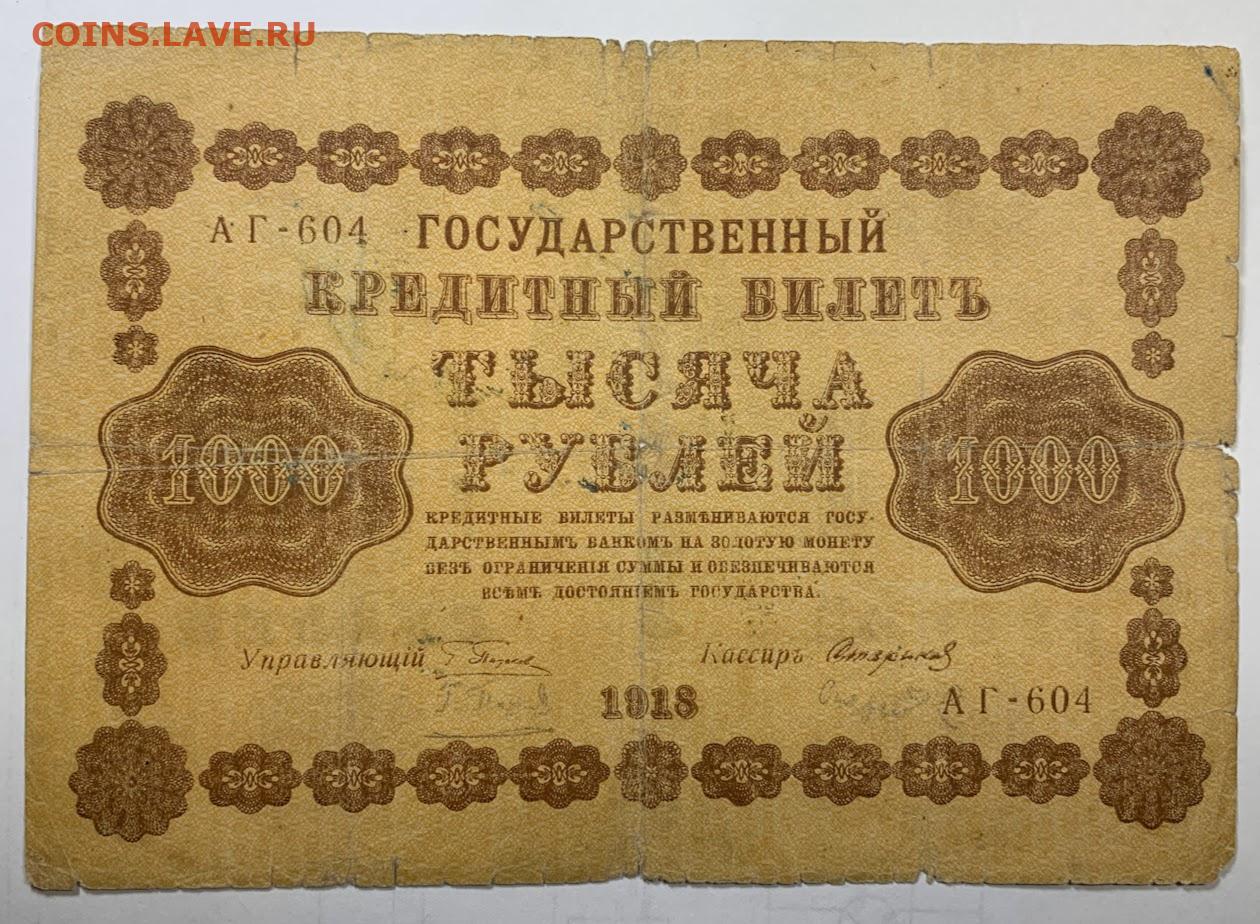 COINS.LAVE.RU
АГ-604 ГОСУДАРСТВЕННЫЙ
КРЕДИТНЫЙ БИЛЕТЪ
ТЫСЯЧА
РУБЛЕЙ
1000 1000
КРЕДИТНЫЕ БИЛЕТЫ РАЗМѢНИВАЮТСЯ ГОСУ-
ДАРСТВЕННЫМЪ БАНКОМЪ НА ЗОЛОТУЮ МОНЕТУ
БЕЗЪ ОГРАНИЧЕНІЯ СУММЫ И ОБЕЗПЕЧИВАЮТСЯ
ВСѢМЪ ДОСТОЯНІЕМЪ ГОСУДАРСТВА.
Управляющій Кассиръ
1918 АГ-604